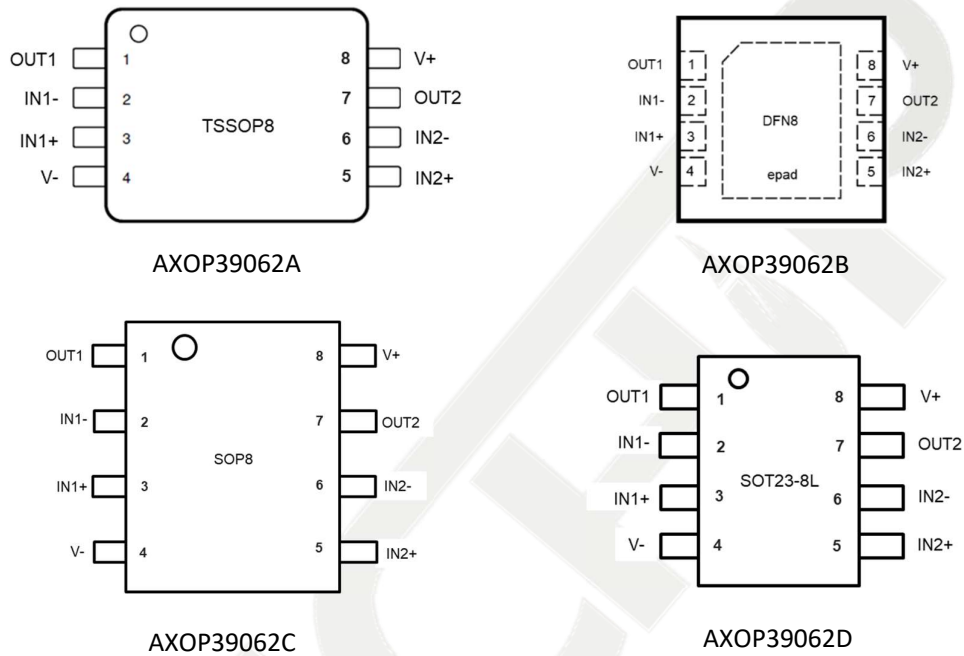 OUT1 1 8 V+
IN1- 2 7 OUT2
TSSOP8
IN1+ 3 6 IN2-
V- 4 5 IN2+
AXOP39062A
OUT1 1 8 V+
IN1- 2 7 OUT2
DFN8
IN1+ 3 6 IN2-
V- 4 epad 5 IN2+
AXOP39062B
OUT1 1 8 V+
IN1- 2 7 OUT2
SOP8
IN1+ 3 6 IN2-
V- 4 5 IN2+
AXOP39062C
OUT1 1 8 V+
IN1- 2 7 OUT2
SOT23-8L
IN1+ 3 6 IN2-
V- 4 5 IN2+
AXOP39062D